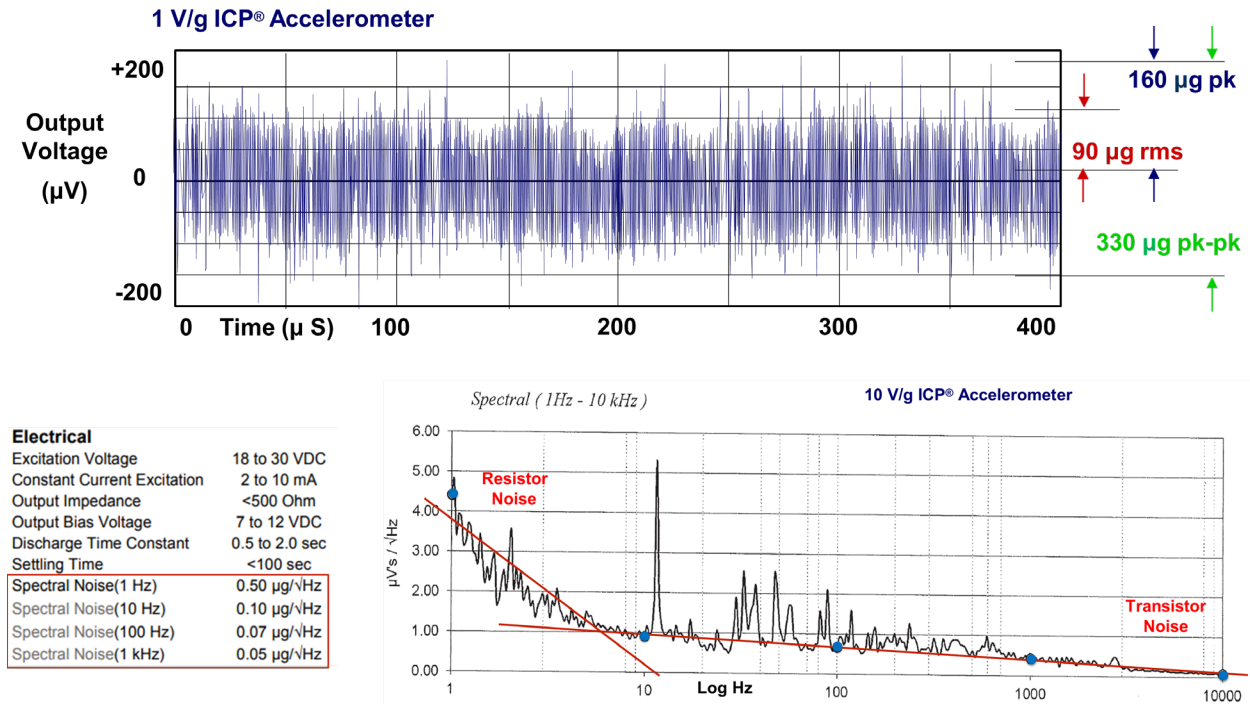 1 V/g ICP® Accelerometer
+200
Output
Voltage
(µV)
0
-200
0 Time (µ S) 100 200 300 400
160 µg pk
90 µg rms
330 µg pk-pk
Electrical
Excitation Voltage 18 to 30 VDC
Constant Current Excitation 2 to 10 mA
Output Impedance <500 Ohm
Output Bias Voltage 7 to 12 VDC
Discharge Time Constant 0.5 to 2.0 sec
Settling Time <100 sec
Spectral Noise(1 Hz) 0.50 µg/√Hz
Spectral Noise(10 Hz) 0.10 µg/√Hz
Spectral Noise(100 Hz) 0.07 µg/√Hz
Spectral Noise(1 kHz) 0.05 µg/√Hz
Spectral ( 1Hz - 10 kHz )
10 V/g ICP® Accelerometer
6.00
5.00
4.00
3.00
2.00
1.00
0.00
µV's / √Hz
Resistor
Noise
Transistor
Noise
1 10 Log Hz 100 1000 10000